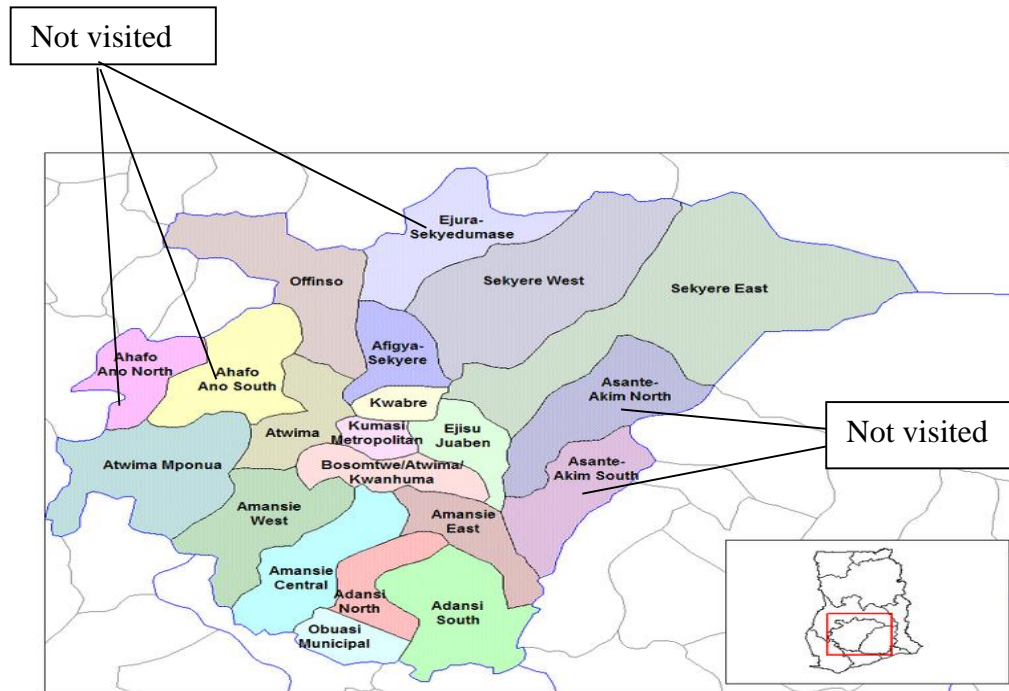 Not visited
Ejura-
Sekyedumase
Offinso
Sekyere West
Sekyere East
Afigya-
Sekyere
Ahafo
Ano North
Ahafo
Ano South
Asante-
Akim North
Kwabre
Atwima
Kumasi
Metropolitan
Ejisu
Juaben
Not visited
Atwima Mponua
Bosomtwe/Atwima/
Kwanhuma
Asante-
Akim South
Amansie
West
Amansie
East
Amansie
Central
Adansi
North
Adansi
South
Obuasi
Municipal